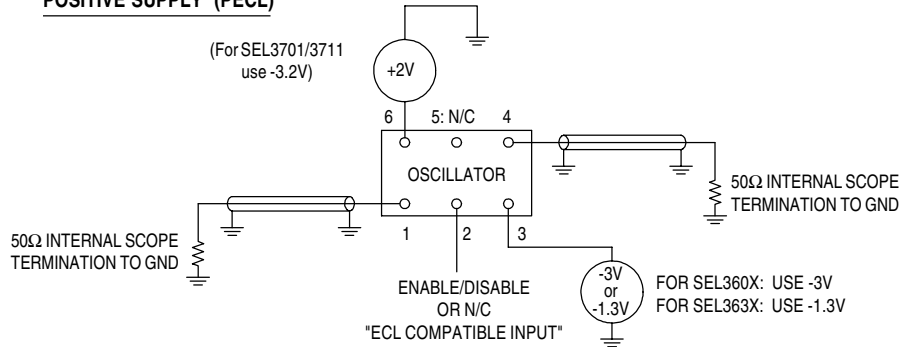 POSITIVE SUPPLY (PECL)
(For SEL3701/3711
use -3.2V)
+2V
6 5: N/C 4
OSCILLATOR
1 2 3
50Ω INTERNAL SCOPE
TERMINATION TO GND
50Ω INTERNAL SCOPE
TERMINATION TO GND
ENABLE/DISABLE
OR N/C
"ECL COMPATIBLE INPUT"
-3V
or
-1.3V
FOR SEL360X: USE -3V
FOR SEL363X: USE -1.3V